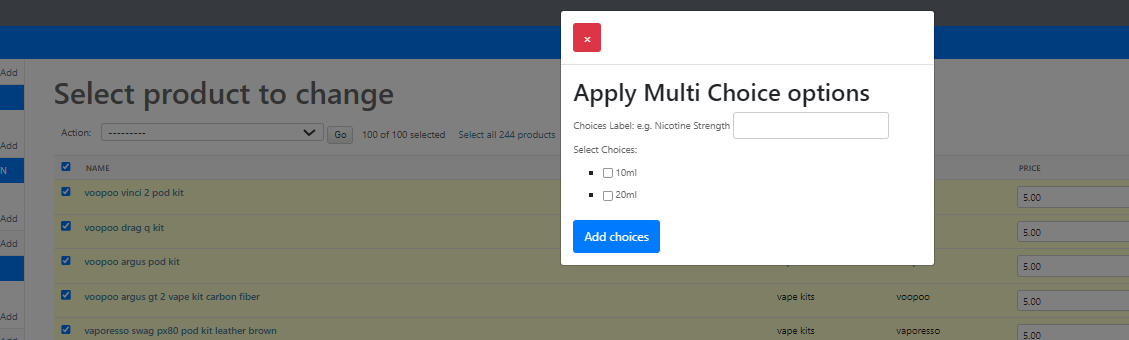 ×
Apply Multi Choice options
Choices Label: e.g. Nicotine Strength
Select Choices:
10ml
20ml
Add choices
Add
Add
N
Add
Add
Add
Add
Select product to change
Action: --------- Go 100 of 100 selected Select all 244 products
NAME PRICE
voopoo vinci 2 pod kit 5.00
voopoo drag q kit 5.00
voopoo argus pod kit 5.00
voopoo argus gt 2 vape kit carbon fiber vape kits voopoo 5.00
vaporesso swag px80 pod kit leather brown vape kits vaporesso 5.00